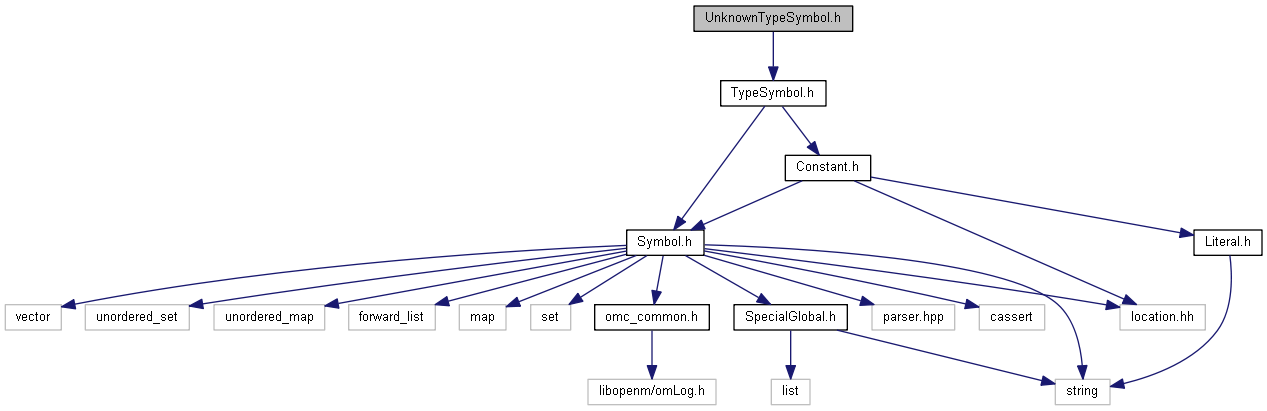 UnknownTypeSymbol.h
TypeSymbol.h
Constant.h
Symbol.h
Literal.h
vector
unordered_set
unordered_map
forward_list
map
set
omc_common.h
SpecialGlobal.h
parser.hpp
cassert
location.hh
libopenm/omLog.h
list
string